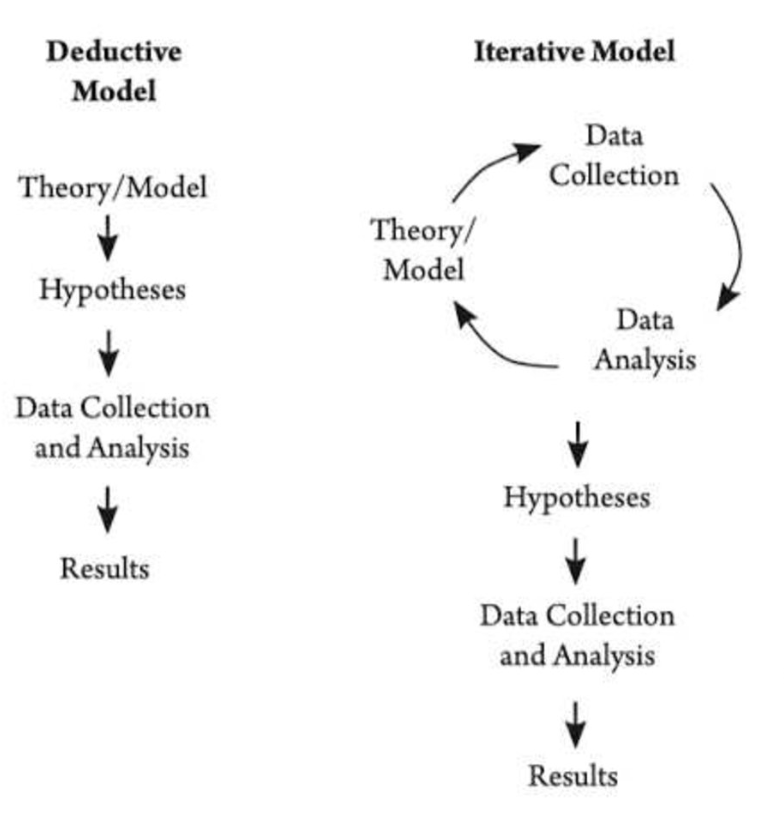 Deductive
Model
Theory/Model
Hypotheses
Data Collection
and Analysis
Results
Iterative Model
Data
Collection
Theory/
Model
Data
Analysis
Hypotheses
Data Collection
and Analysis
Results